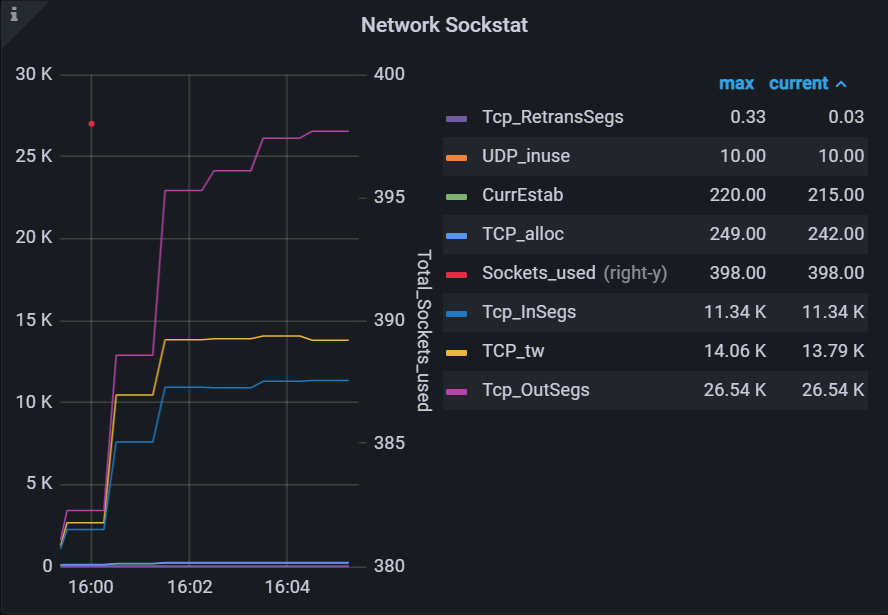 i
Network Sockstat
30 K
25 K
20 K
15 K
10 K
5 K
0
400
395
390
385
380
Total_Sockets_used
16:00 16:02 16:04
max current
Tcp_RetransSegs 0.33 0.03
UDP_inuse 10.00 10.00
CurrEstab 220.00 215.00
TCP_alloc 249.00 242.00
Sockets_used (right-y) 398.00 398.00
Tcp_InSegs 11.34 K 11.34 K
TCP_tw 14.06 K 13.79 K
Tcp_OutSegs 26.54 K 26.54 K